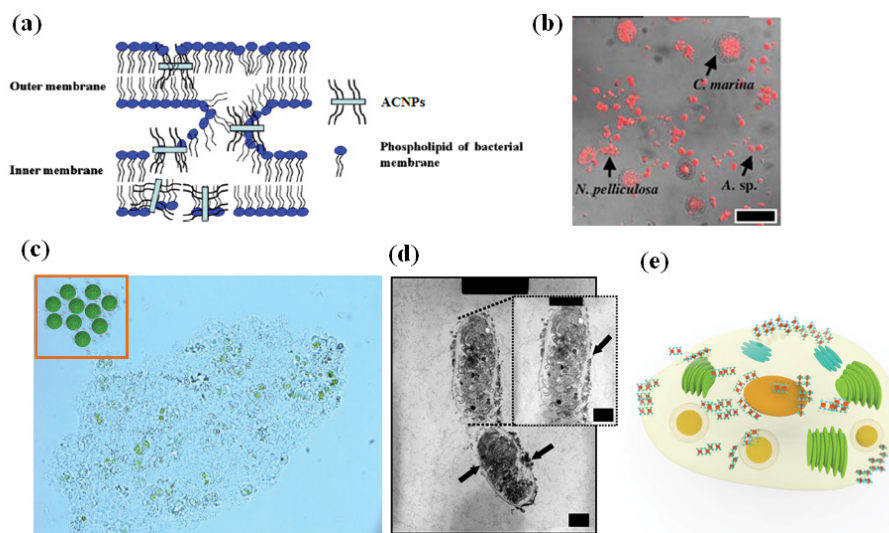 (a)
Outer membrane
Inner membrane
ACNPs
Phospholipid of bacterial
membrane
(b)
C. marina
N. pelliculosa
A. sp.
(c)
(d)
(e)